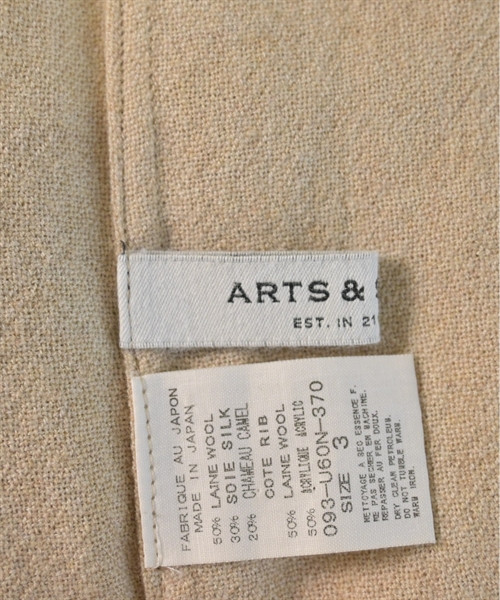 ARTS &
EST. IN 21
FABRIQUE AU JAPON
MADE IN JAPAN
50% LAINE WOOL
30% SOIE SILK
20% CHAMEAU CAMEL
COTE RIB
50% LAINE WOOL
50% ACRYLIQUE ACRYLIC
093-U60N-370
SIZE 3
NETTOYAGE A SEC ESSENCE F.
NE PAS SECHER EN MACHINE.
REPASSER AU FER DOUX.
DRY CLEAN PETROLEUM.
DO NOT TUMBLE WARM.
WARM IRON.